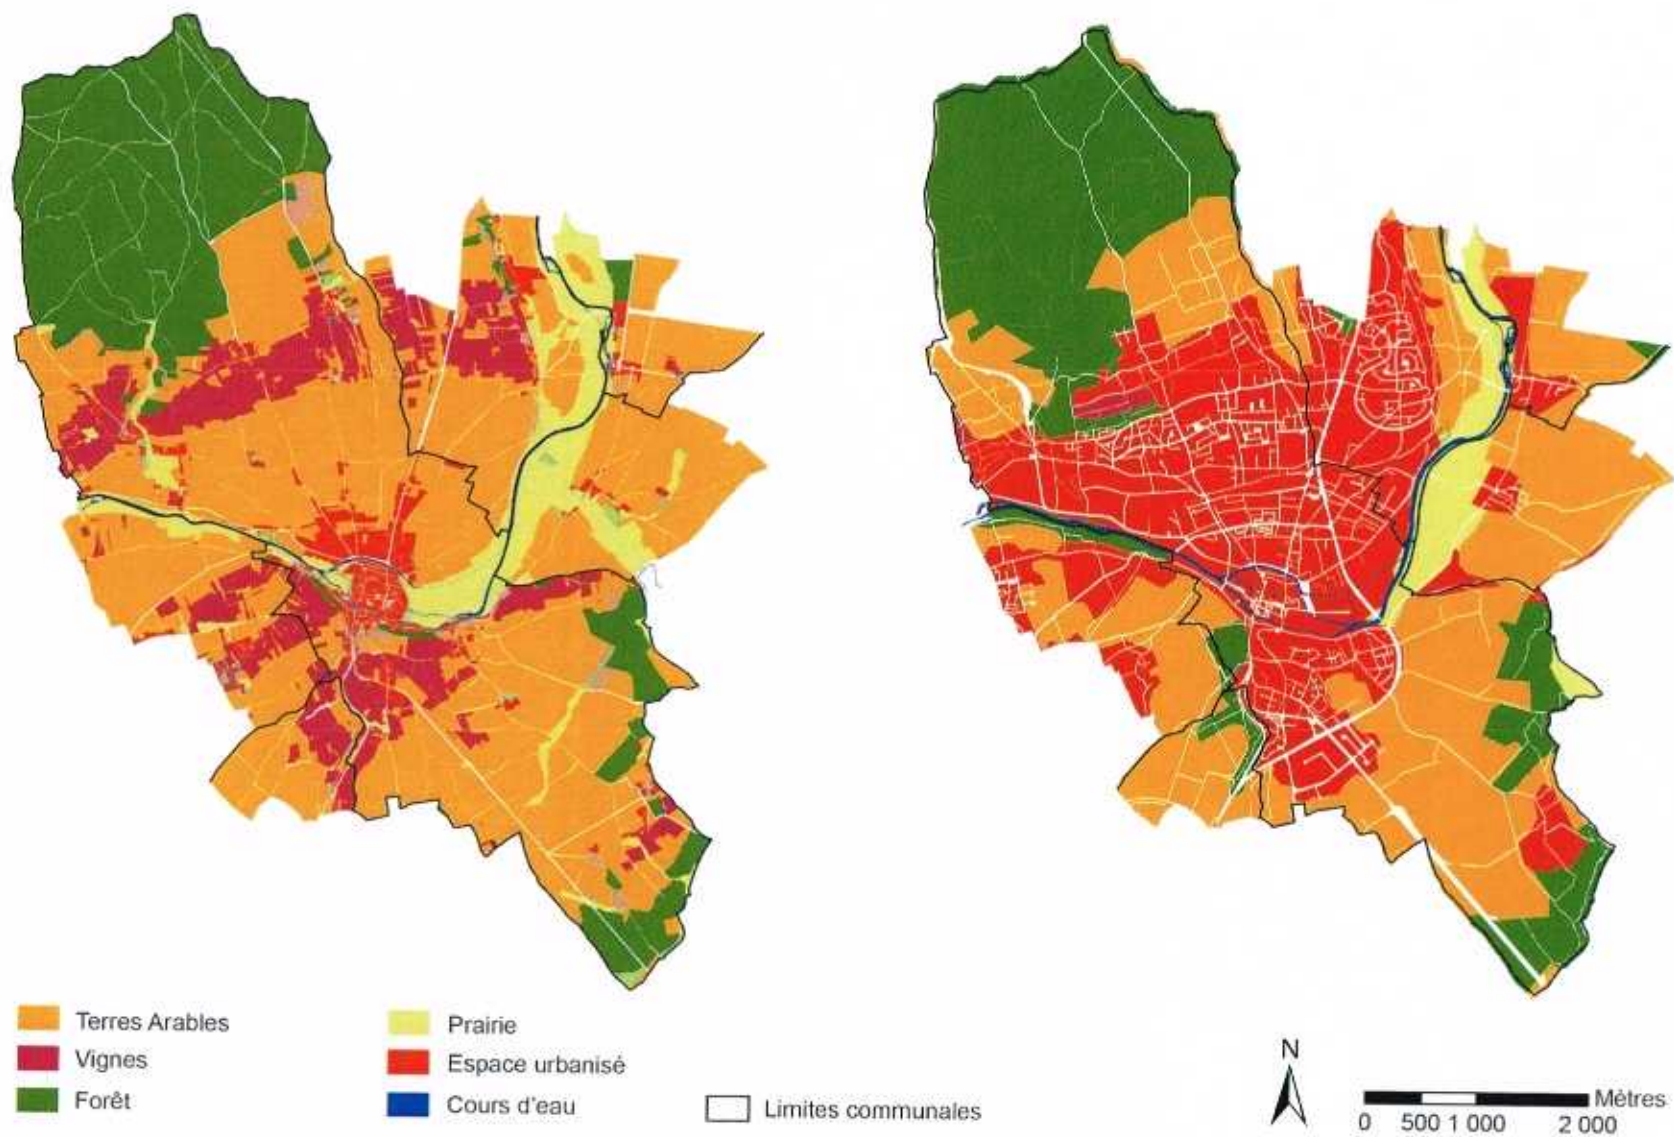 Terres Arables
Vignes
Forêt
Prairie
Espace urbanisé
Cours d'eau
Limites communales
N
Mètres
0 500 1 000 2 000